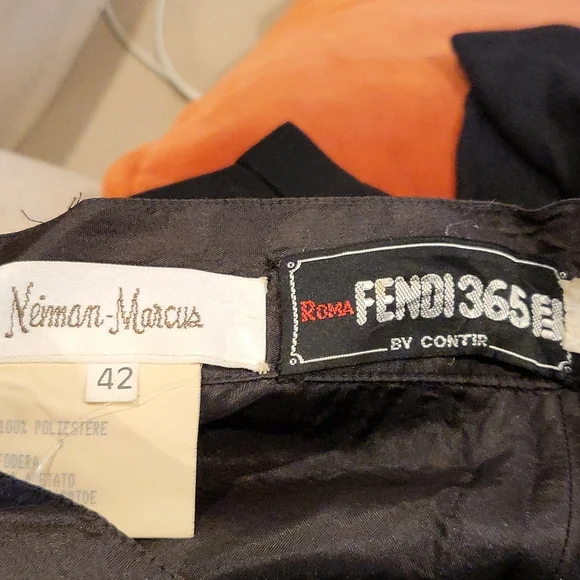 Neiman-Marcus
ROMA FENDI 365
BY CONTIR
42
100% POLIESTERE
FODERA